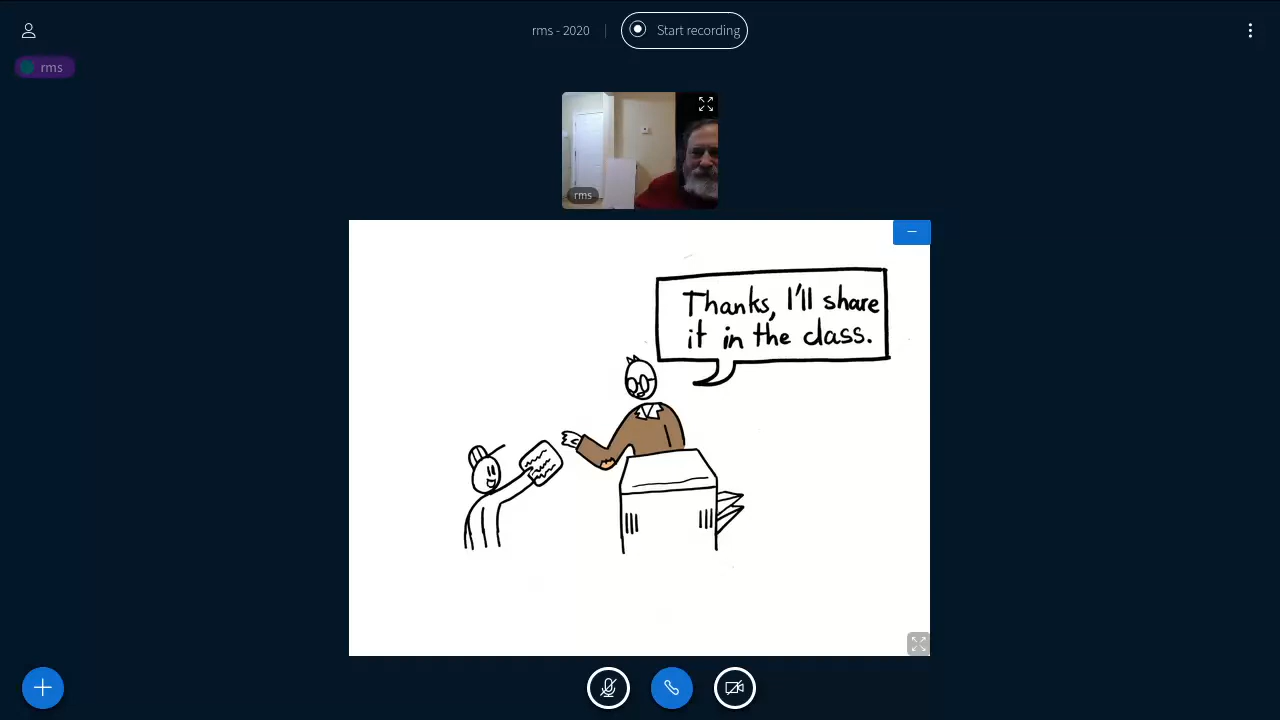 rms - 2020
Start recording
rms
rms
Thanks, I'll share
it in the class.